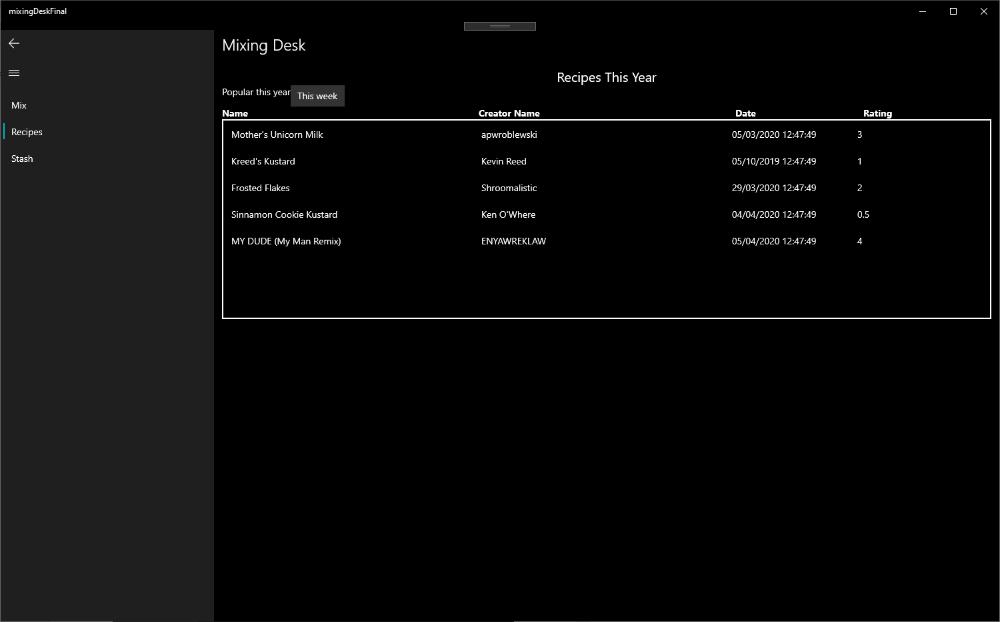 mixingDeskFinal
Mixing Desk
Mix
Recipes
Stash
Recipes This Year
Popular this year This week
Name Creator Name Date Rating
Mother's Unicorn Milk apwroblewski 05/03/2020 12:47:49 3
Kreed's Kustard Kevin Reed 05/10/2019 12:47:49 1
Frosted Flakes Shroomalistic 29/03/2020 12:47:49 2
Sinnamon Cookie Kustard Ken O'Where 04/04/2020 12:47:49 0.5
MY DUDE (My Man Remix) ENYAWREKLAW 05/04/2020 12:47:49 4